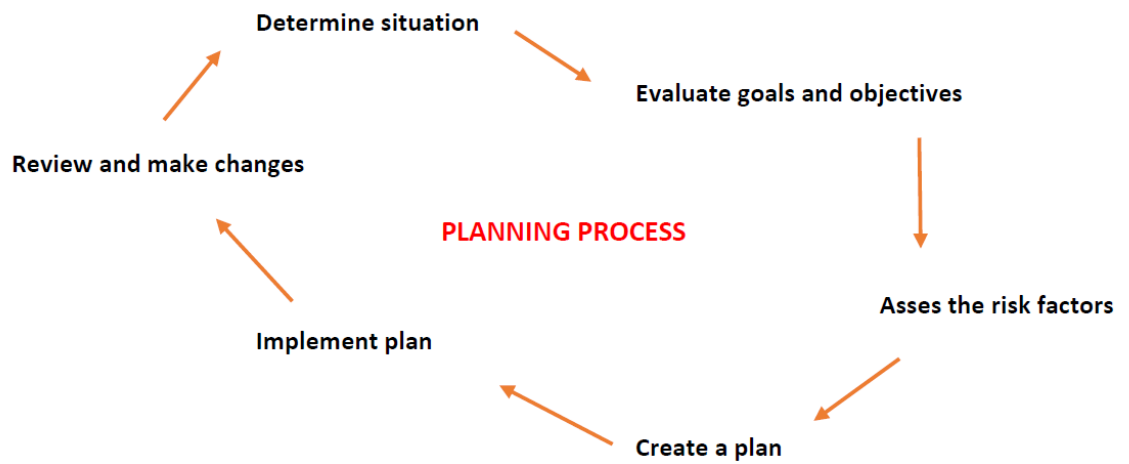 Determine situation
Evaluate goals and objectives
Review and make changes
PLANNING PROCESS
Asses the risk factors
Implement plan
Create a plan